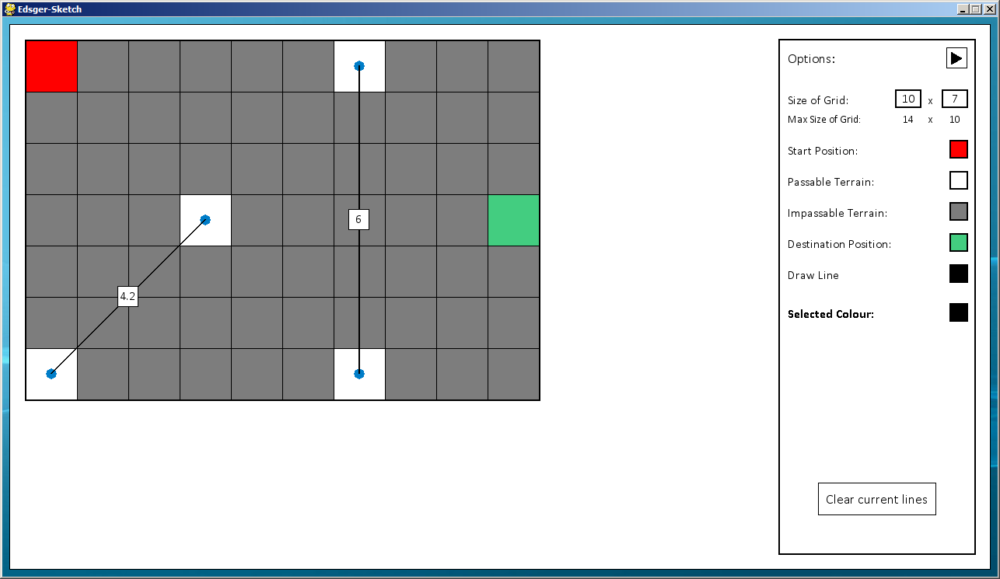 Edsger-Sketch
Options:
Size of Grid: 10 x 7
Max Size of Grid: 14 x 10
Start Position:
Passable Terrain:
6
Impassable Terrain:
Destination Position:
Draw Line
4.2
Selected Colour:
Clear current lines